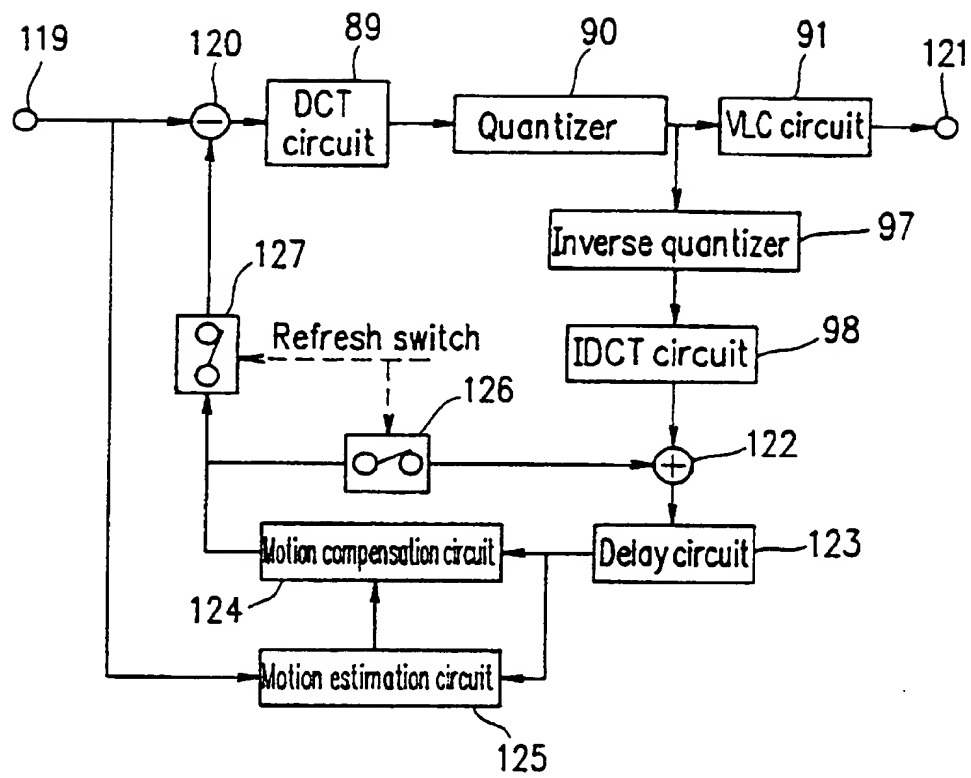 119
120
89
90
91
121
DCT
circuit
Quantizer
VLC circuit
Inverse quantizer
97
127
Refresh switch
IDCT circuit
98
126
122
Motion compensation circuit
Delay circuit
123
124
Motion estimation circuit
125